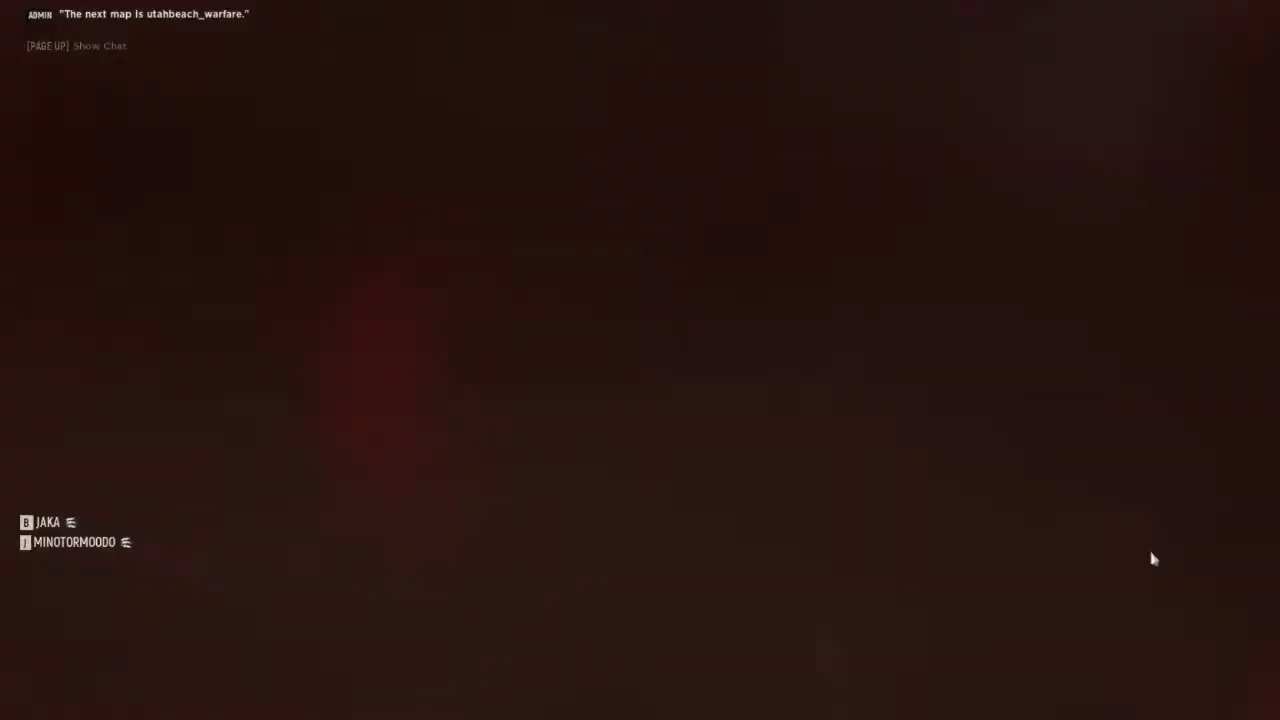 ADMIN "The next map is utahbeach_warfare."
[PAGE UP] Show Chat
B JAKA
J MINOTORMOODO